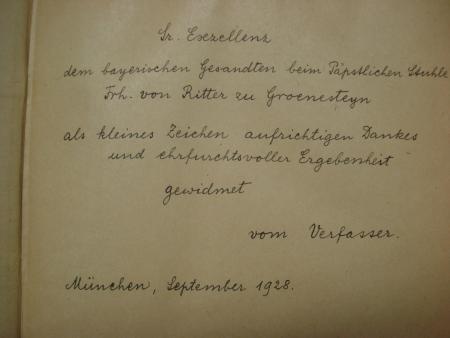 Sr. Exzellenz
dem bayerischen Gesandten beim Päpstlichen Stuhle
Frh. von Ritter zu Groenesteyn
als kleines Zeichen aufrichtigen Dankes
und ehrfurchtsvoller Ergebenheit
gewidmet
vom Verfasser.
München, September 1928.